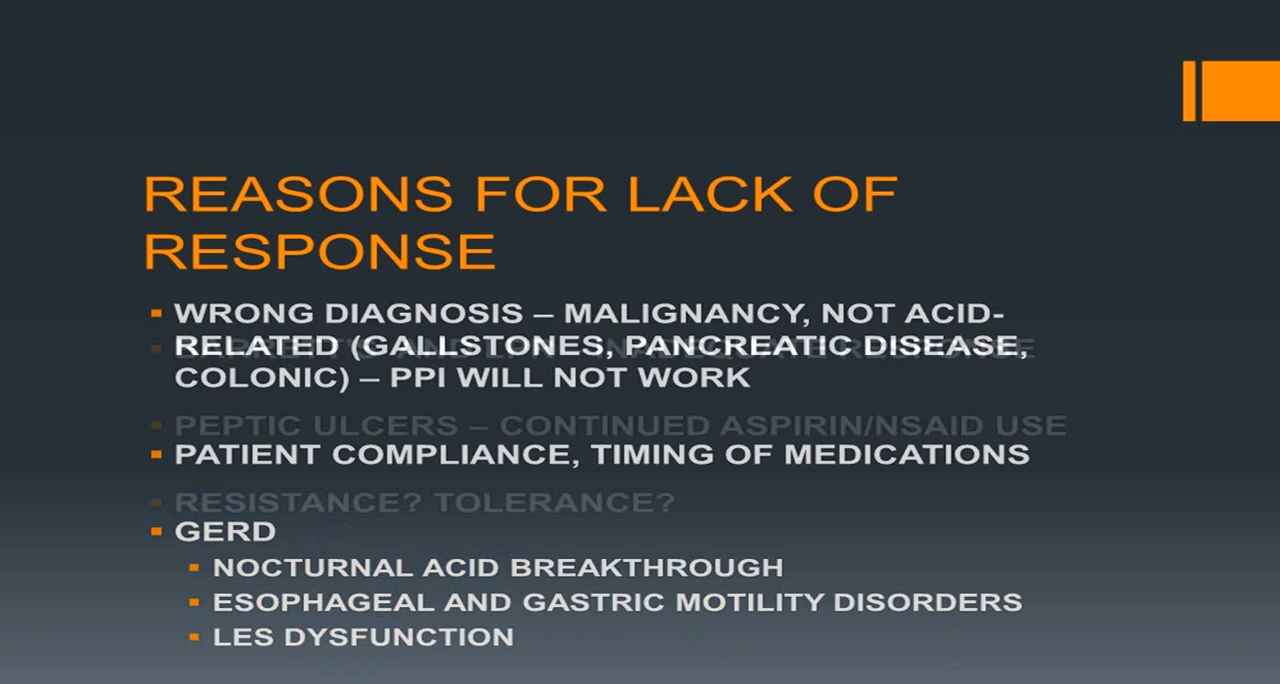 REASONS FOR LACK OF
RESPONSE
WRONG DIAGNOSIS – MALIGNANCY, NOT ACID-
RELATED (GALLSTONES, PANCREATIC DISEASE,
COLONIC) – PPI WILL NOT WORK
PEPTIC ULCERS – CONTINUED ASPIRIN/NSAID USE
PATIENT COMPLIANCE, TIMING OF MEDICATIONS
RESISTANCE? TOLERANCE?
GERD
NOCTURNAL ACID BREAKTHROUGH
ESOPHAGEAL AND GASTRIC MOTILITY DISORDERS
LES DYSFUNCTION